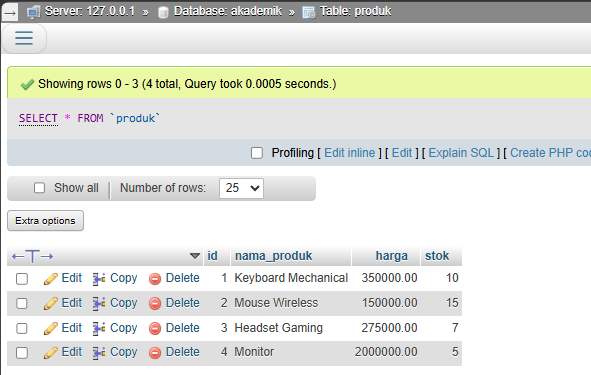 Server: 127.0.0.1 » Database: akademik » Table: produk
Showing rows 0 - 3 (4 total, Query took 0.0005 seconds.)
SELECT * FROM `produk`
Profiling [ Edit inline ] [ Edit ] [ Explain SQL ] [ Create PHP co
Show all Number of rows: 25
Extra options
←T→ id nama_produk harga stok
Edit Copy Delete 1 Keyboard Mechanical 350000.00 10
Edit Copy Delete 2 Mouse Wireless 150000.00 15
Edit Copy Delete 3 Headset Gaming 275000.00 7
Edit Copy Delete 4 Monitor 2000000.00 5